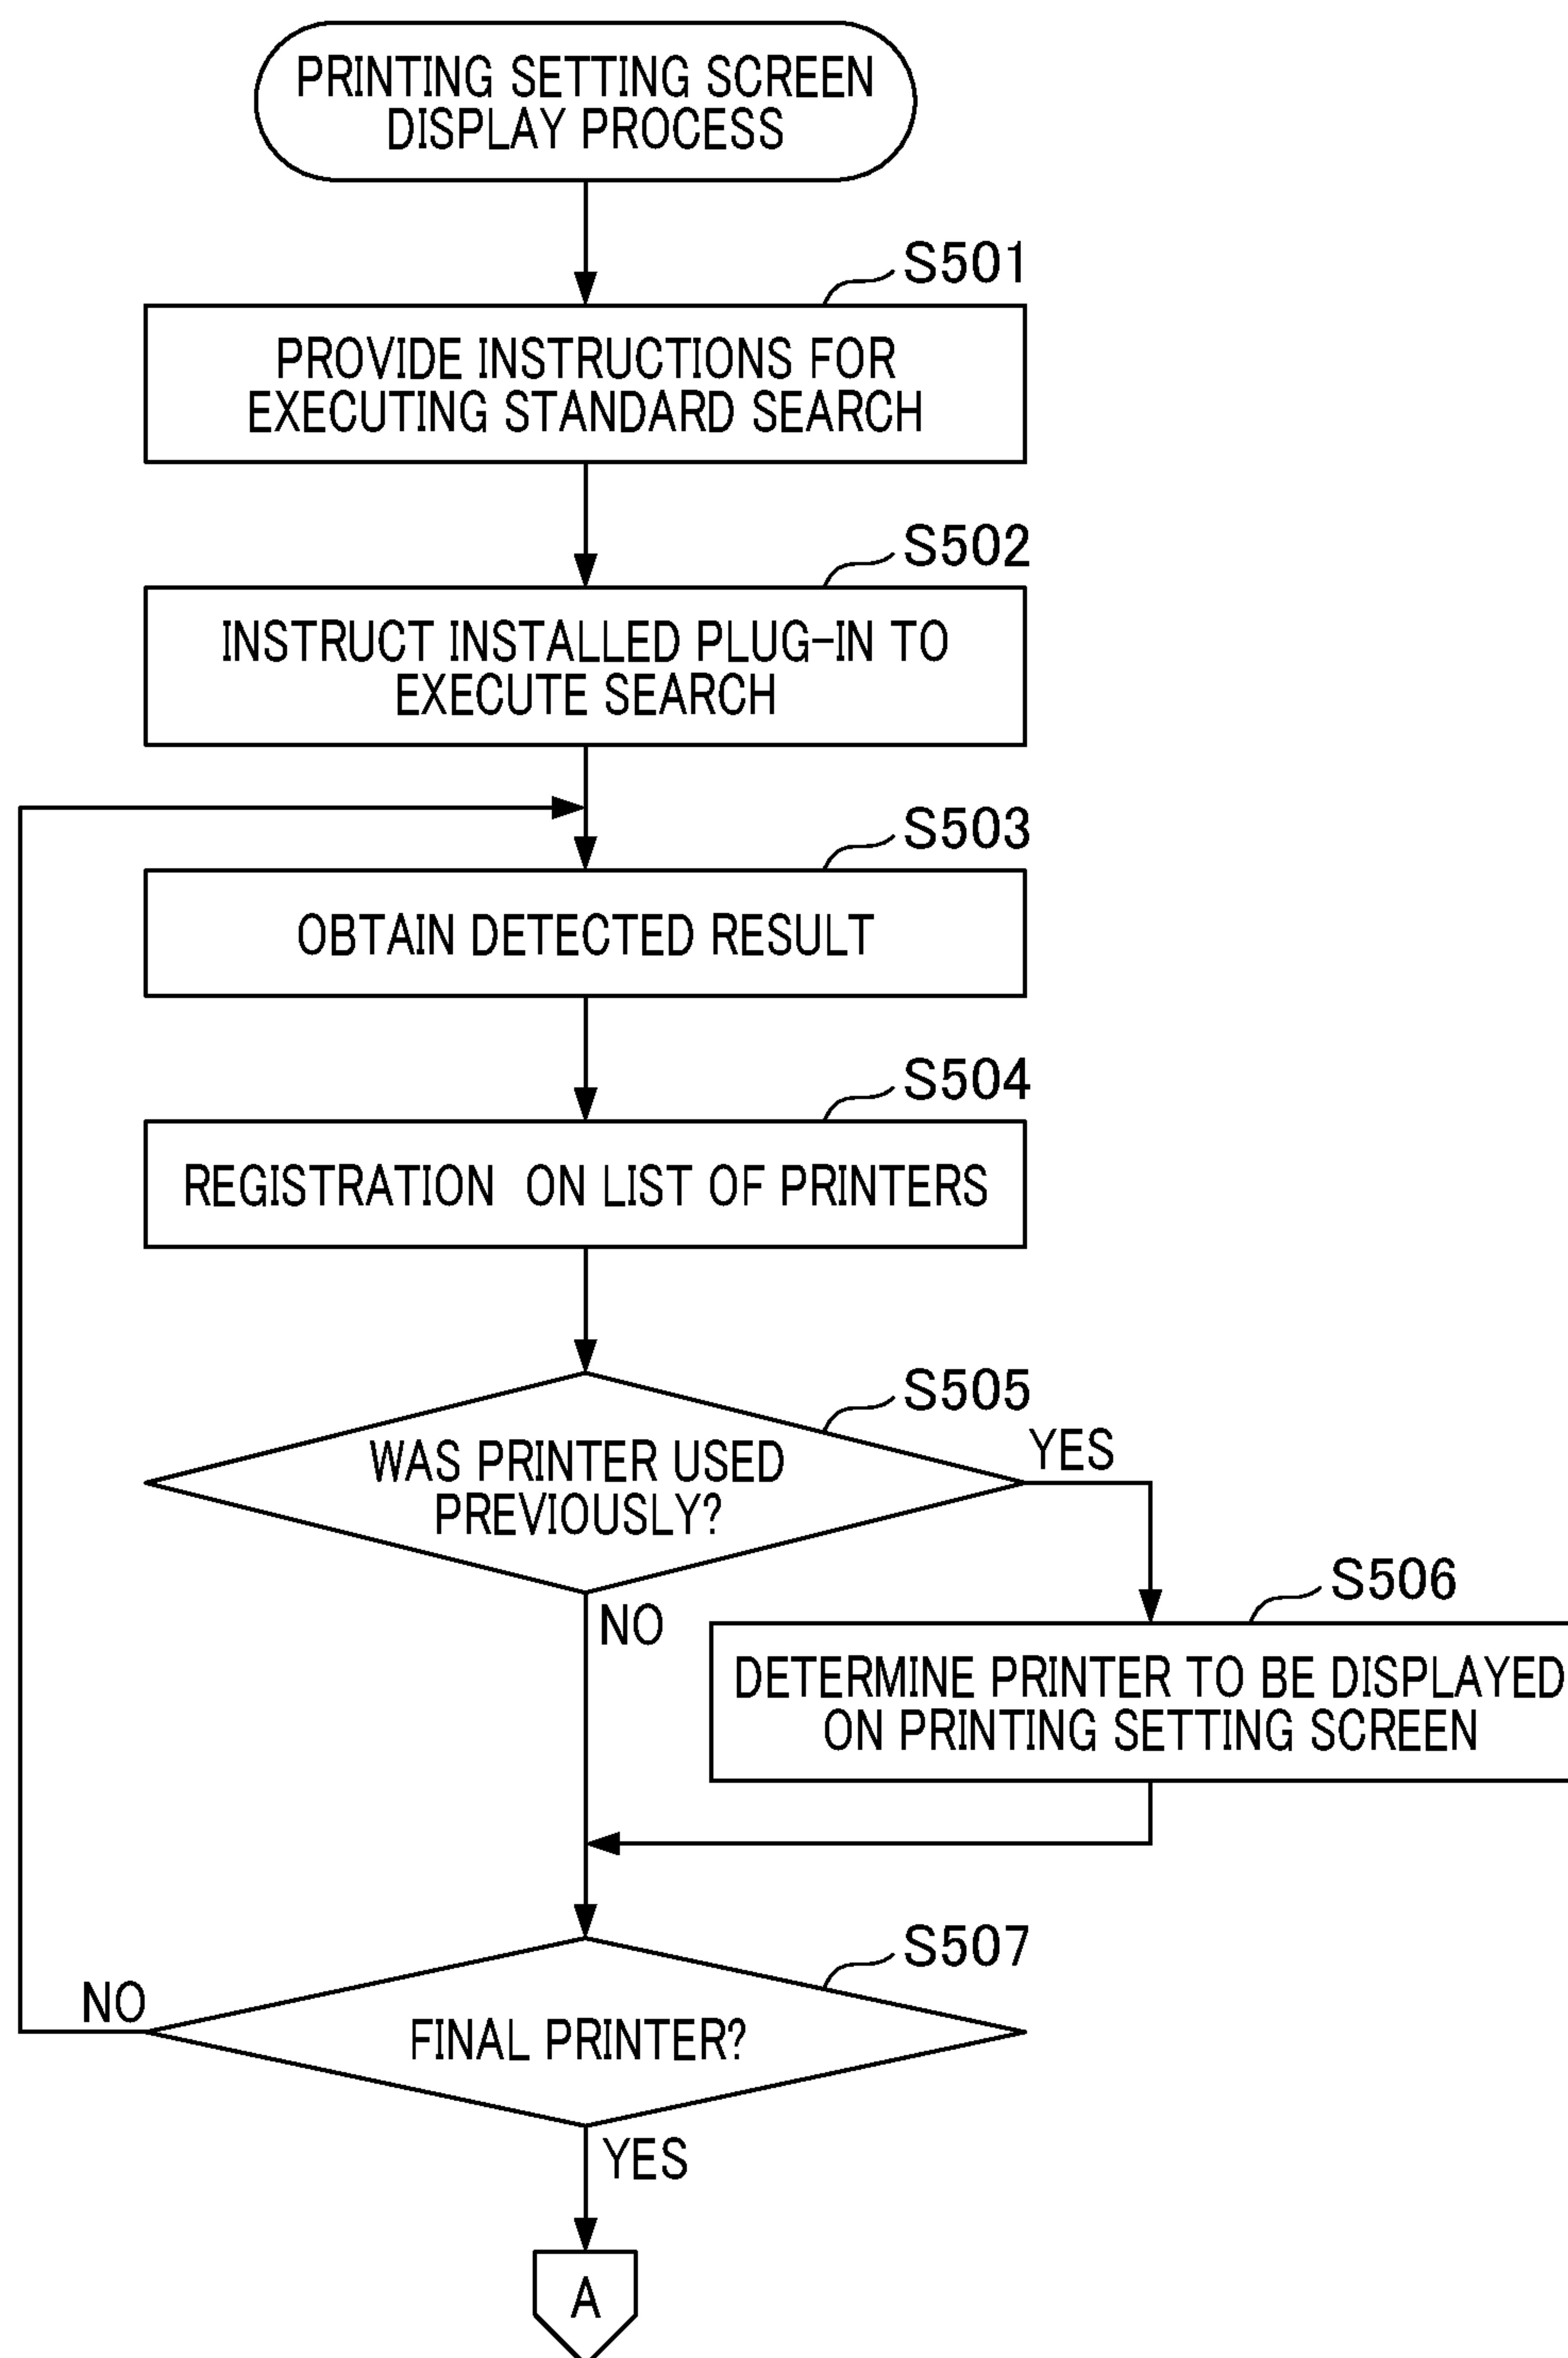 PRINTING SETTING SCREEN
DISPLAY PROCESS
S501
PROVIDE INSTRUCTIONS FOR
EXECUTING STANDARD SEARCH
S502
INSTRUCT INSTALLED PLUG-IN TO
EXECUTE SEARCH
S503
OBTAIN DETECTED RESULT
S504
REGISTRATION ON LIST OF PRINTERS
S505
WAS PRINTER USED
PREVIOUSLY?
YES
NO
S506
DETERMINE PRINTER TO BE DISPLAYED
ON PRINTING SETTING SCREEN
S507
NO
FINAL PRINTER?
YES
A